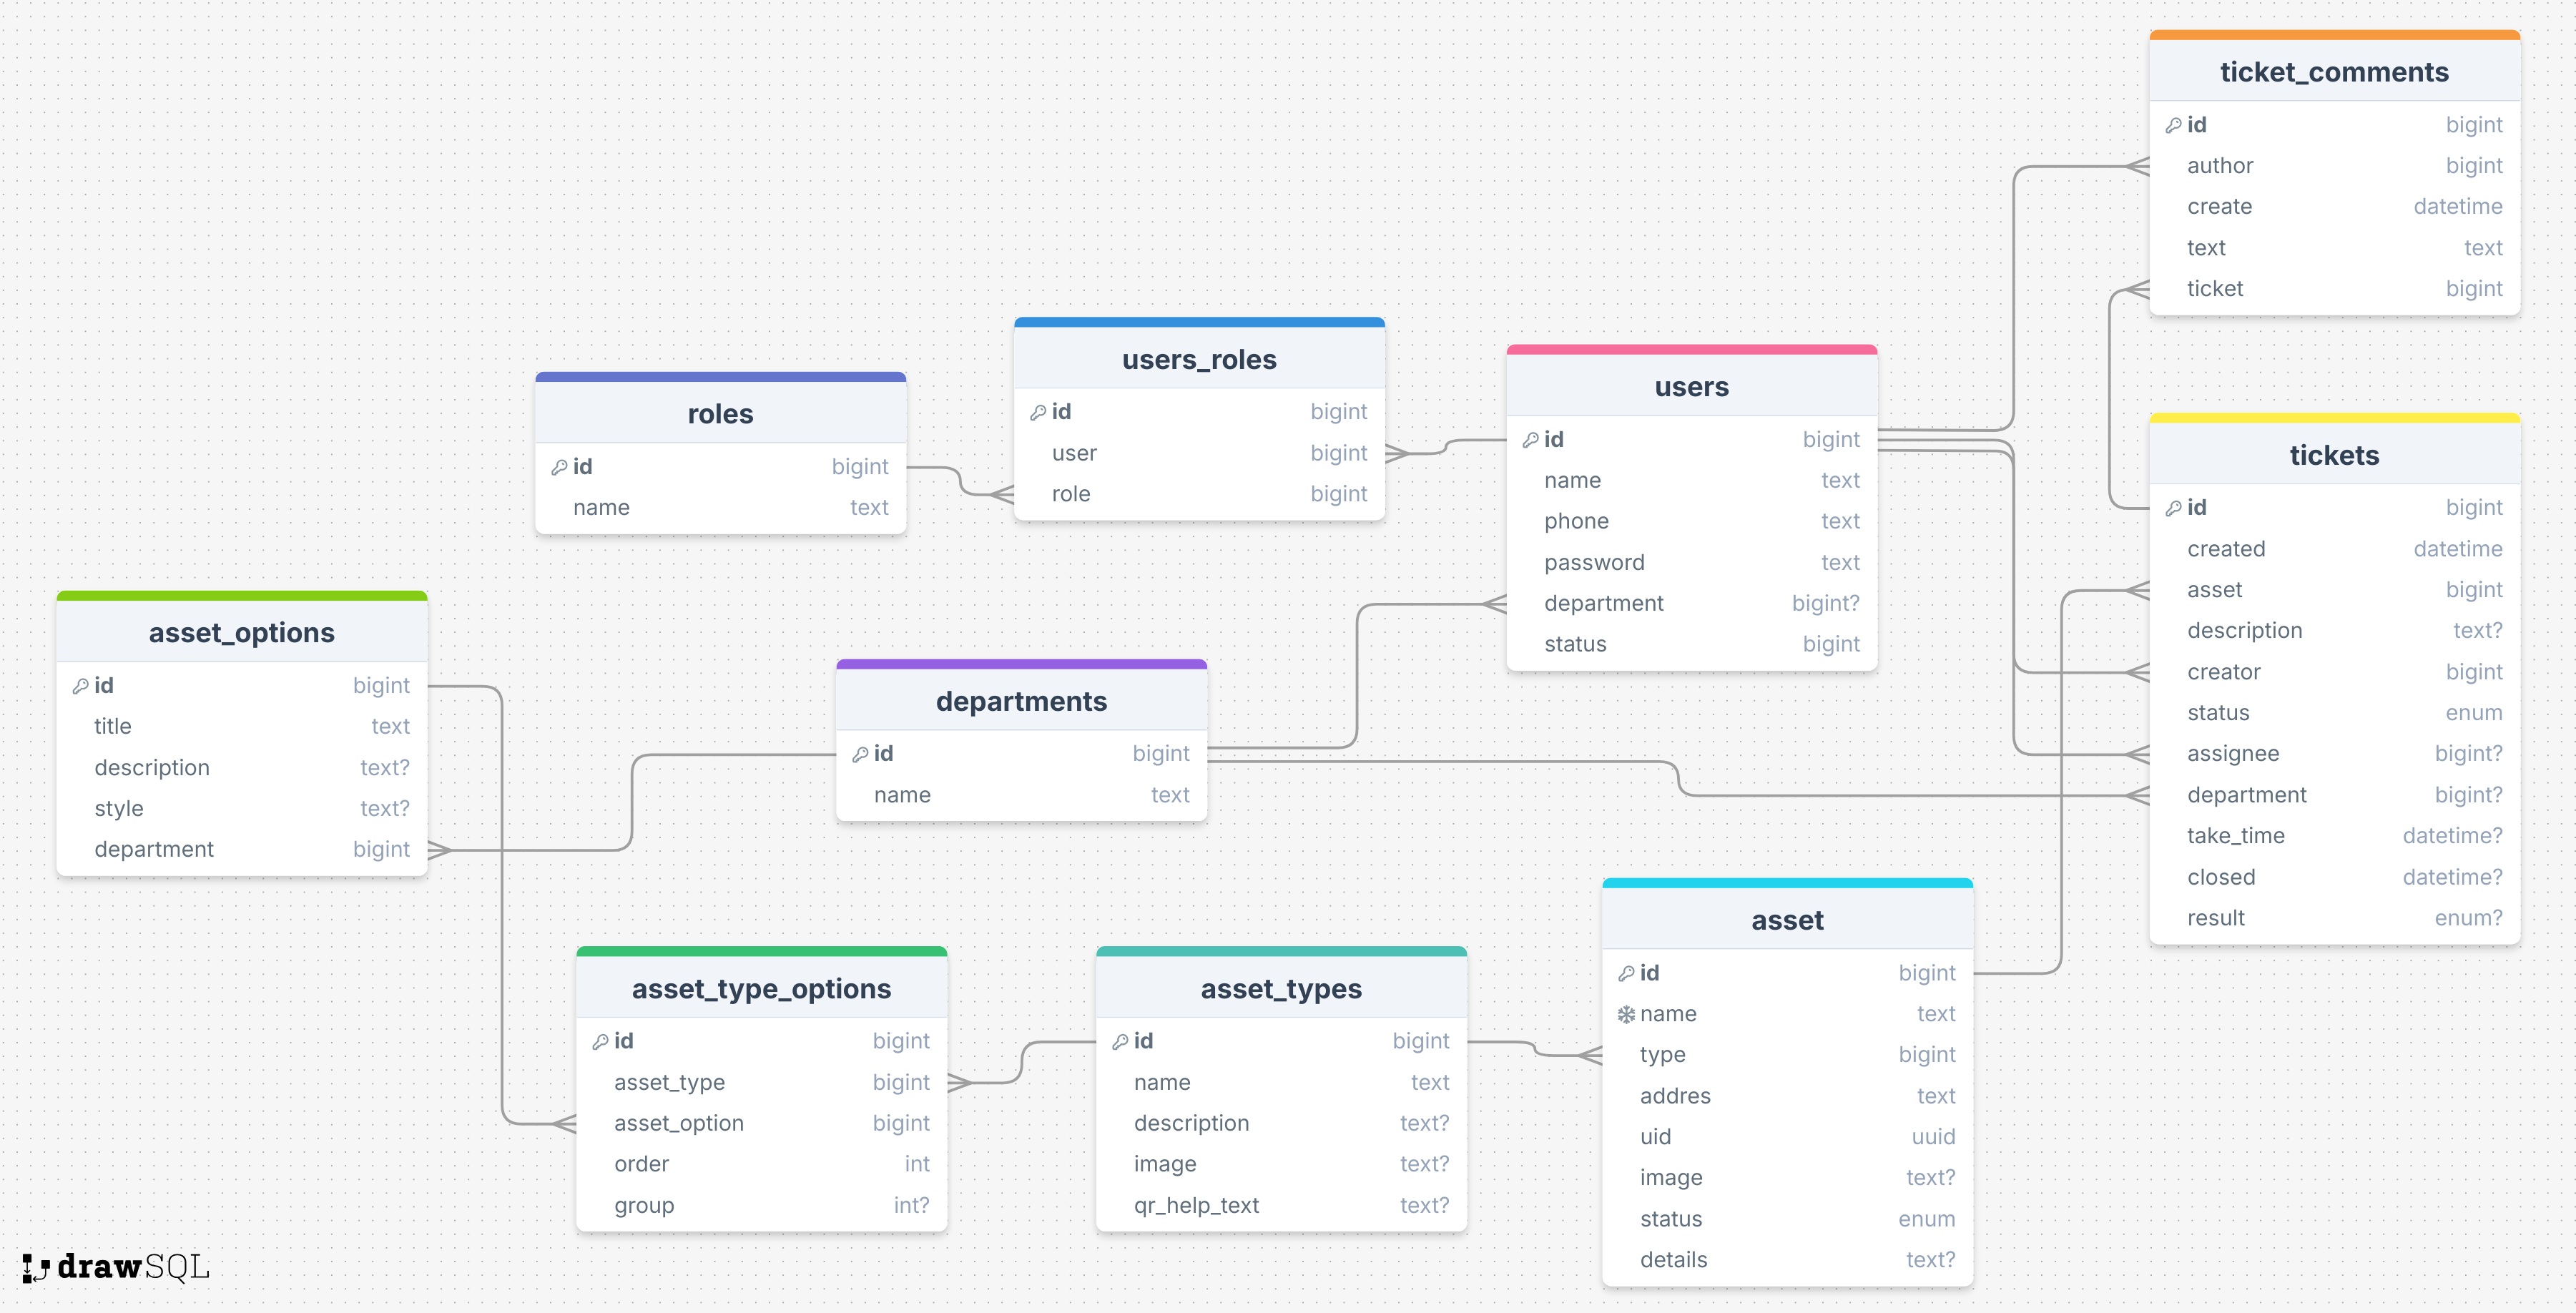 ticket_comments
id bigint
author bigint
create datetime
text text
ticket bigint
users_roles
id bigint
user bigint
role bigint
users
id bigint
name text
phone text
password text
department bigint?
status bigint
roles
id bigint
name text
tickets
id bigint
created datetime
asset bigint
description text?
creator bigint
status enum
assignee bigint?
department bigint?
take_time datetime?
closed datetime?
result enum?
asset_options
id bigint
title text
description text?
style text?
department bigint
departments
id bigint
name text
asset
id bigint
name text
type bigint
addres text
uid uuid
image text?
status enum
details text?
asset_type_options
id bigint
asset_type bigint
asset_option bigint
order int
group int?
asset_types
id bigint
name text
description text?
image text?
qr_help_text text?
drawSQL